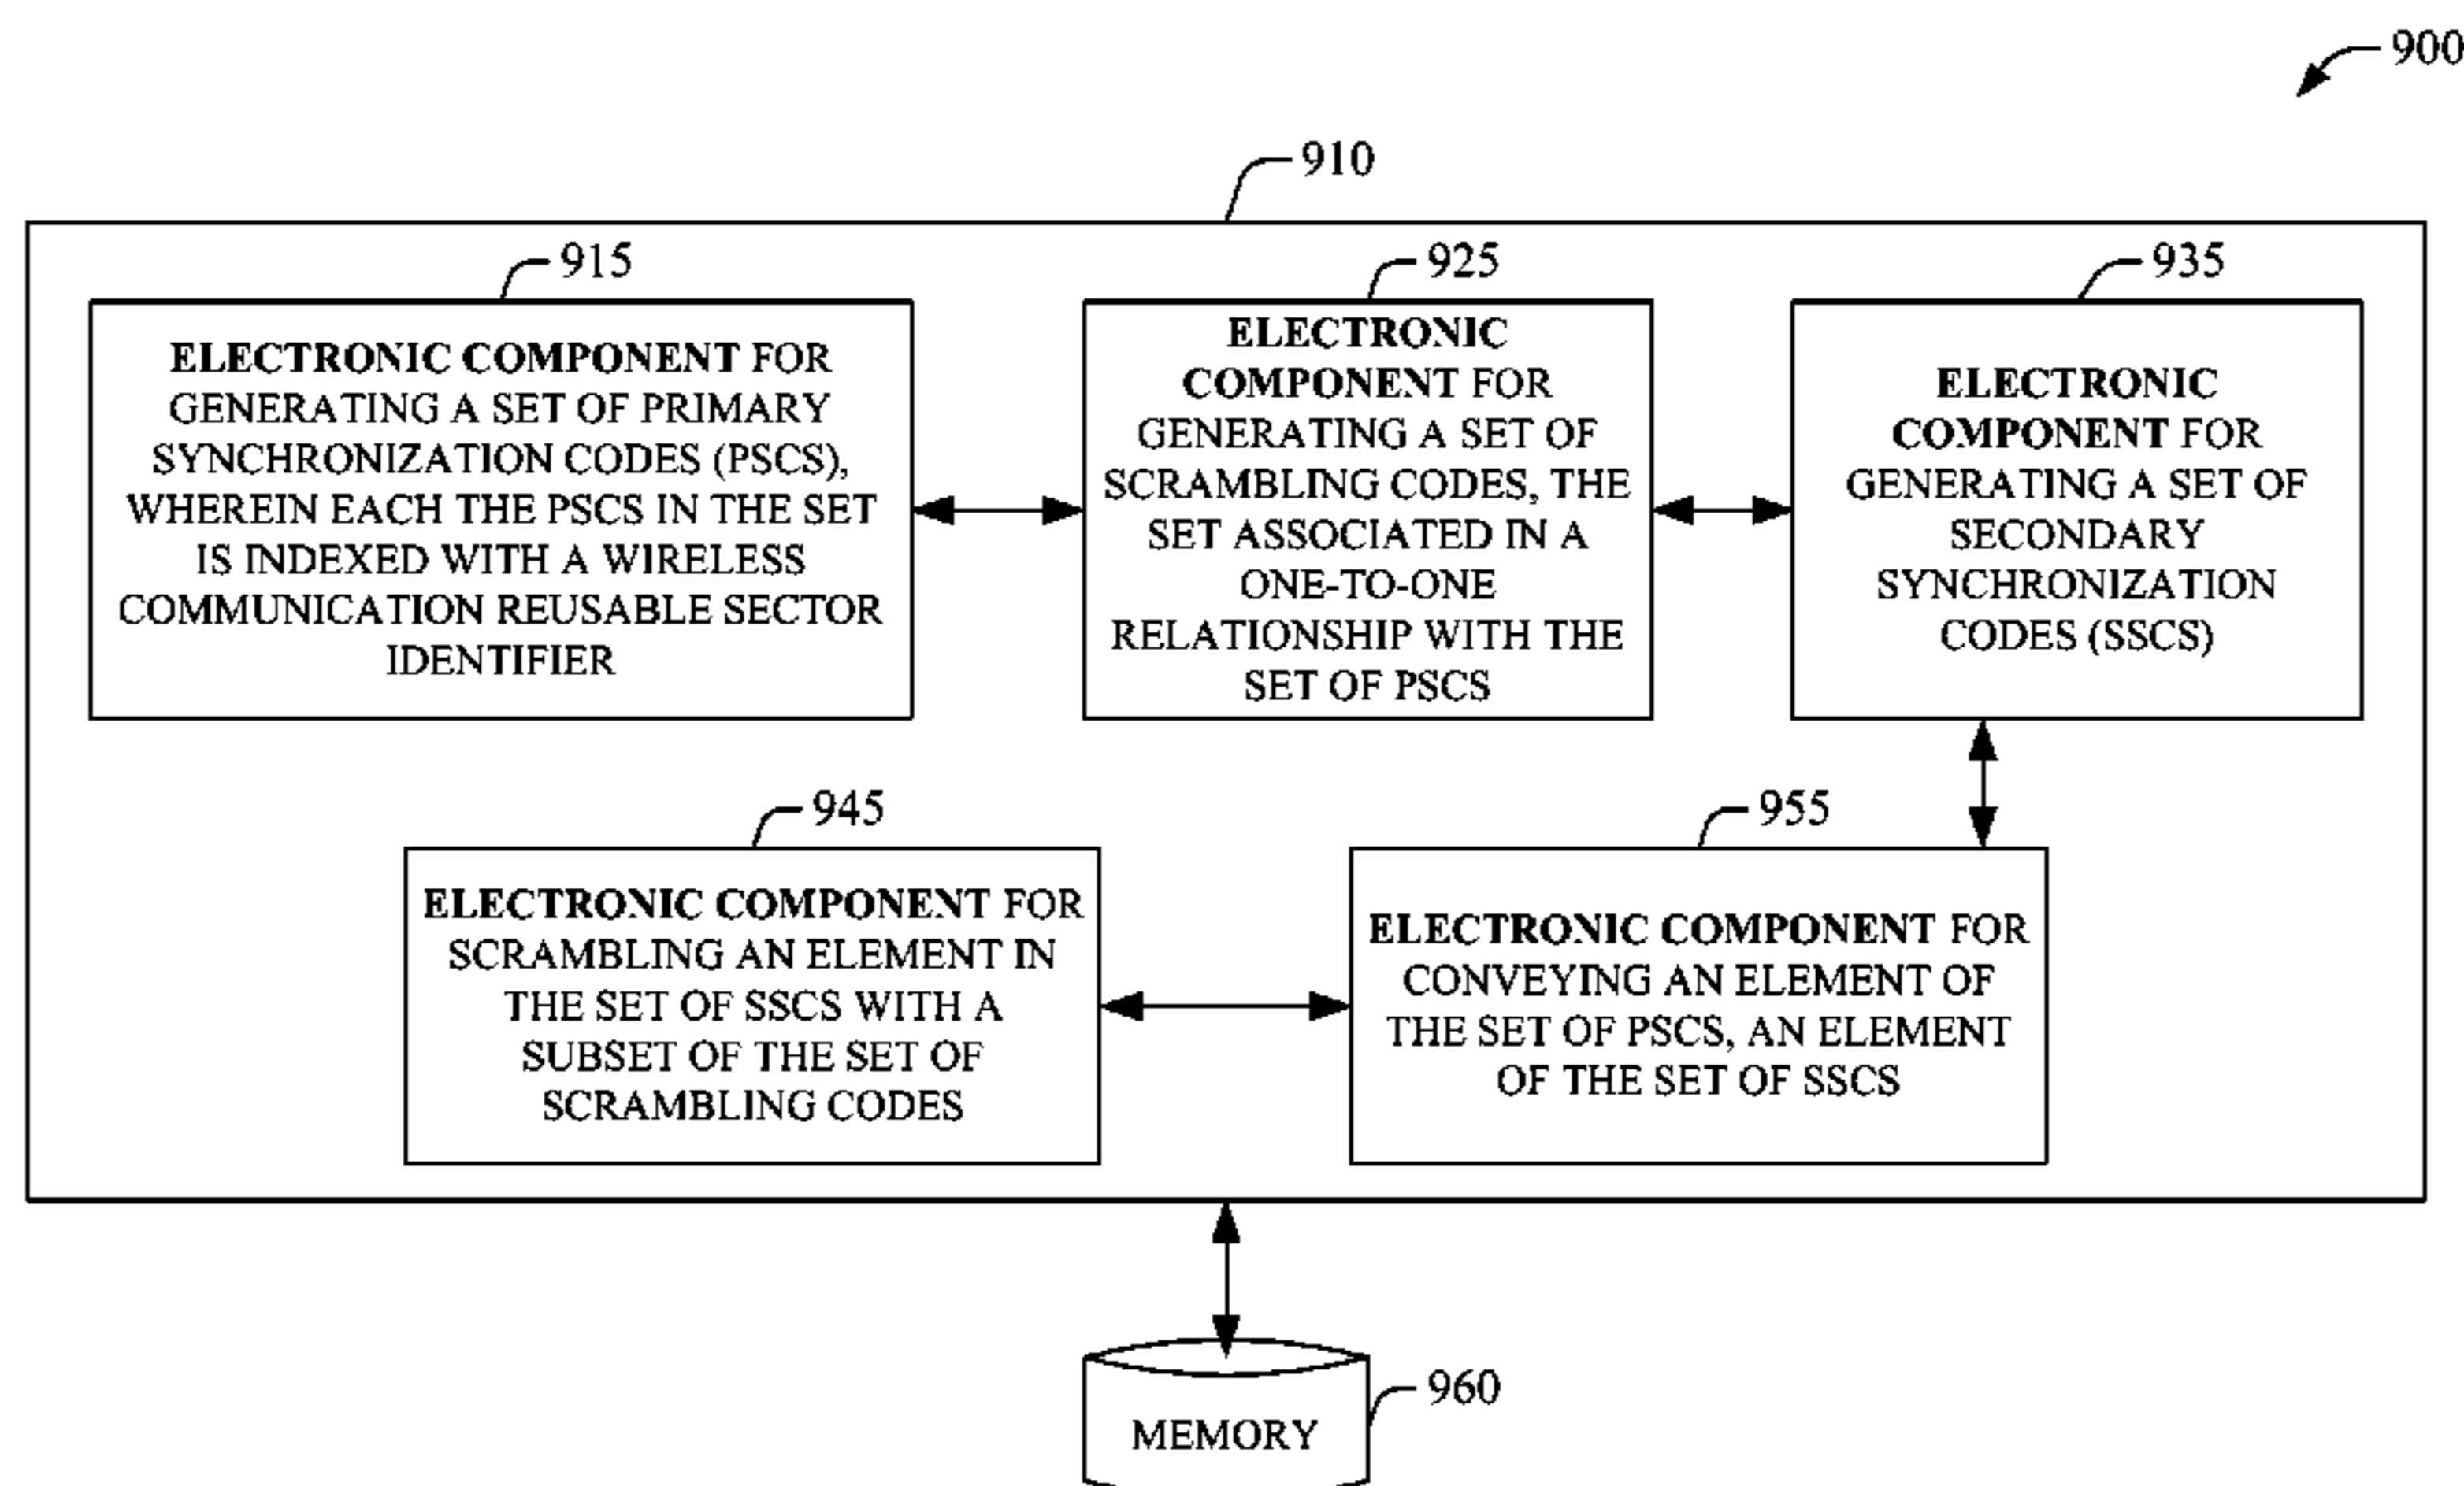 900
910
915
ELECTRONIC COMPONENT FOR
GENERATING A SET OF PRIMARY
SYNCHRONIZATION CODES (PSCS),
WHEREIN EACH THE PSCS IN THE SET
IS INDEXED WITH A WIRELESS
COMMUNICATION REUSABLE SECTOR
IDENTIFIER
925
ELECTRONIC
COMPONENT FOR
GENERATING A SET OF
SCRAMBLING CODES, THE
SET ASSOCIATED IN A
ONE-TO-ONE
RELATIONSHIP WITH THE
SET OF PSCS
935
ELECTRONIC
COMPONENT FOR
GENERATING A SET OF
SECONDARY
SYNCHRONIZATION
CODES (SSCS)
945
ELECTRONIC COMPONENT FOR
SCRAMBLING AN ELEMENT IN
THE SET OF SSCS WITH A
SUBSET OF THE SET OF
SCRAMBLING CODES
955
ELECTRONIC COMPONENT FOR
CONVEYING AN ELEMENT OF
THE SET OF PSCS, AN ELEMENT
OF THE SET OF SSCS
960
MEMORY